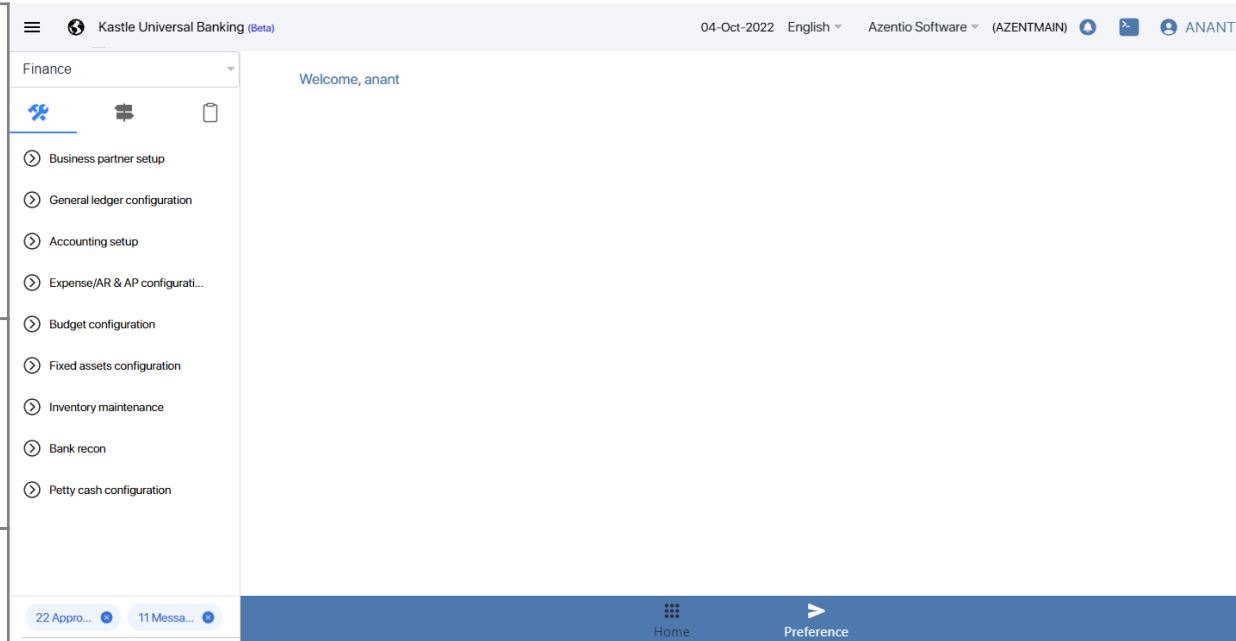 Kastle Universal Banking (Beta)
04-Oct-2022 English Azentio Software (AZENTMAIN) ANANT
Finance
Welcome, anant
Business partner setup
General ledger configuration
Accounting setup
Expense/AR & AP configurati...
Budget configuration
Fixed assets configuration
Inventory maintenance
Bank recon
Petty cash configuration
22 Appro... 11 Messa...
Home Preference